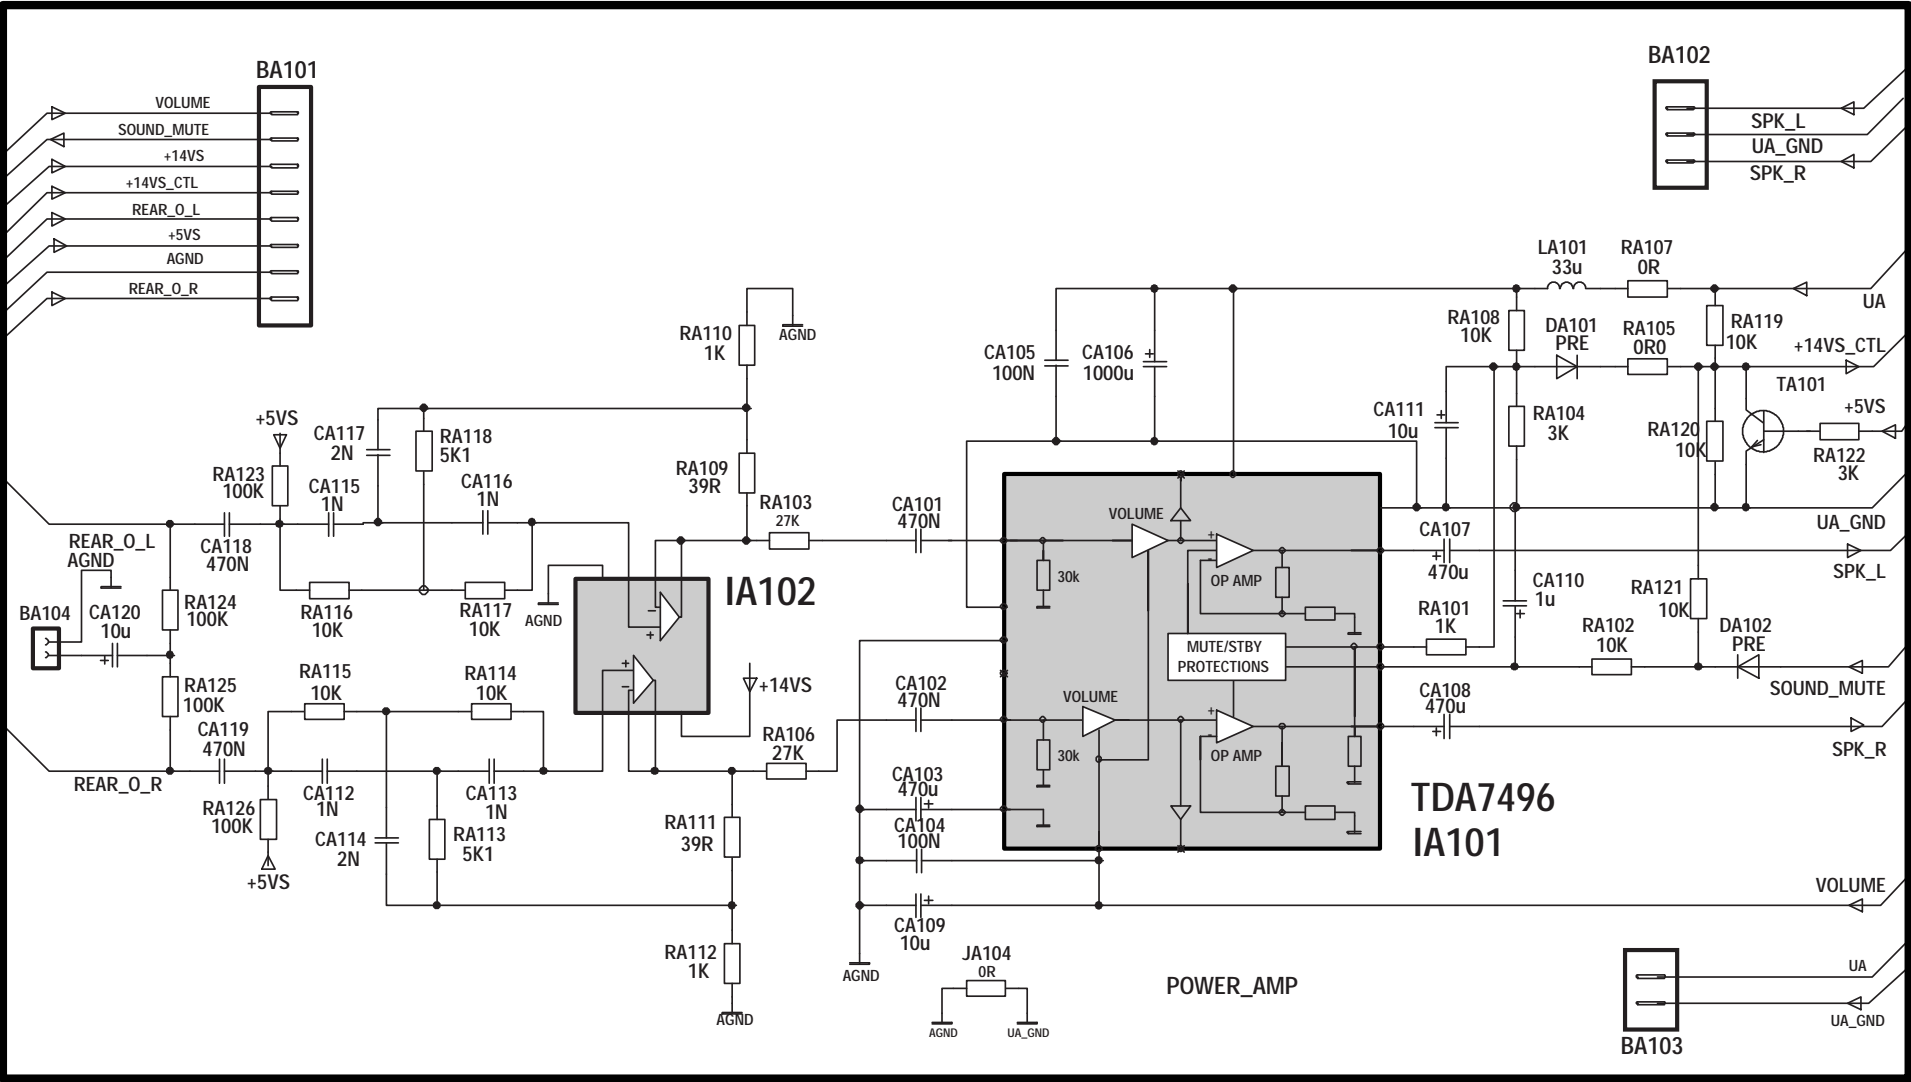 BA101
VOLUME
SOUND_MUTE
+14VS
+14VS_CTL
REAR_O_L
+5VS
AGND
REAR_O_R
BA102
SPK_L
UA_GND
SPK_R
LA101
33u
RA107
0R
UA
RA108
10K
DA101
PRE
RA105
0R0
RA119
10K
+14VS_CTL
TA101
+5VS
RA110
1K
AGND
CA105
100N
CA106
1000u
CA111
10u
RA104
3K
RA120
10K
RA122
3K
+5VS
CA117
2N
RA118
5K1
RA123
100K
CA115
1N
CA116
1N
RA109
39R
RA103
27K
CA101
470N
UA_GND
REAR_O_L
AGND
CA118
470N
BA104
CA120
10u
RA124
100K
RA116
10K
RA117
10K
AGND
IA102
−
+
+
−
VOLUME
30k
+
-
OP AMP
MUTE/STBY
PROTECTIONS
VOLUME
30k
+
-
OP AMP
CA107
470u
+
SPK_L
CA110
1u
RA121
10K
RA101
1K
RA102
10K
DA102
PRE
SOUND_MUTE
RA125
100K
RA115
10K
RA114
10K
+14VS
CA102
470N
CA108
470u
SPK_R
CA119
470N
RA106
27K
REAR_O_R
RA126
100K
+5VS
CA112
1N
CA113
1N
CA114
2N
RA113
5K1
RA111
39R
CA103
470u
CA104
100N
TDA7496
IA101
VOLUME
CA109
10u
RA112
1K
AGND
AGND
JA104
0R
AGND
UA_GND
POWER_AMP
UA
UA_GND
BA103